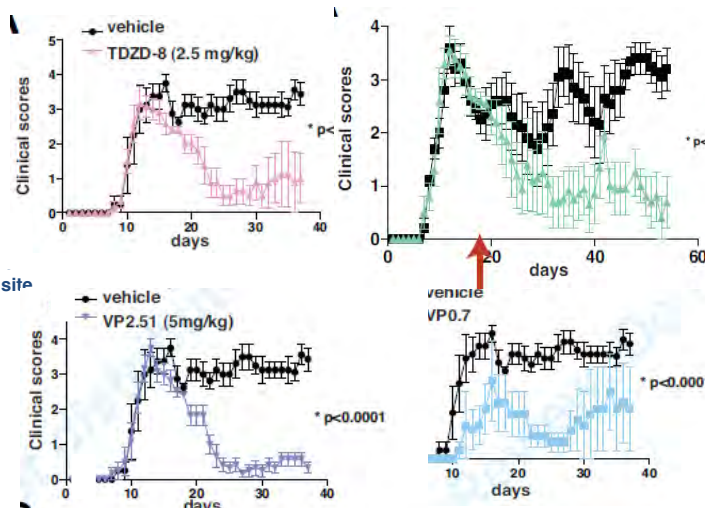 A
vehicle
TDZD-8 (2.5 mg/kg)
5
4
3
2
1
0
Clinical scores
* p<
0
10
20
30
40
days
4
3
2
1
0
Clinical scores
* p<
0
20
40
60
days
site
vehicle
VP2.51 (5mg/kg)
4
3
2
1
0
Clinical scores
* p<0.0001
0
10
20
30
40
days
vehicle
VP0.7
* p<0.000
10
20
30
40
days